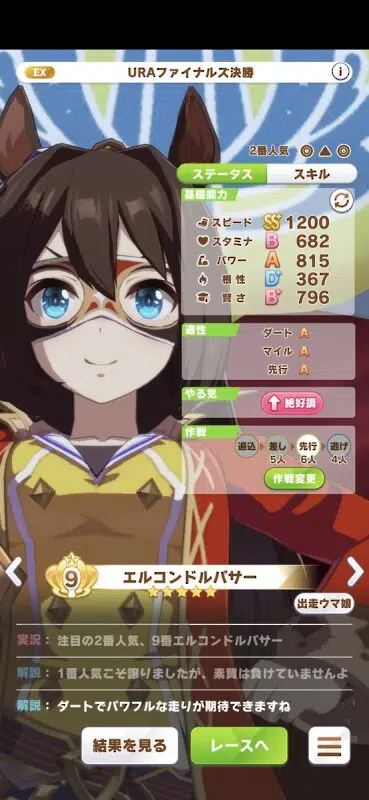 EX
URAファイナルズ決勝
i
2番人気 ◎ ▲ ◎
ステータス スキル
基礎能力
スピード SS+ 1200
スタミナ B 682
パワー A 815
根性 D+ 367
賢さ B+ 796
適性
ダート A
マイル A
先行 A
やる気
絶好調
作戦
追込 差し 先行 逃げ
5人 6人 4人
作戦変更
9 エルコンドルパサー
出走ウマ娘
実況： 注目の2番人気、9番エルコンドルパサー
解説： 1番人気こそ譲りましたが、素質は負けていませんよ
解説： ダートでパワフルな走りが期待できますね
結果を見る レースへ